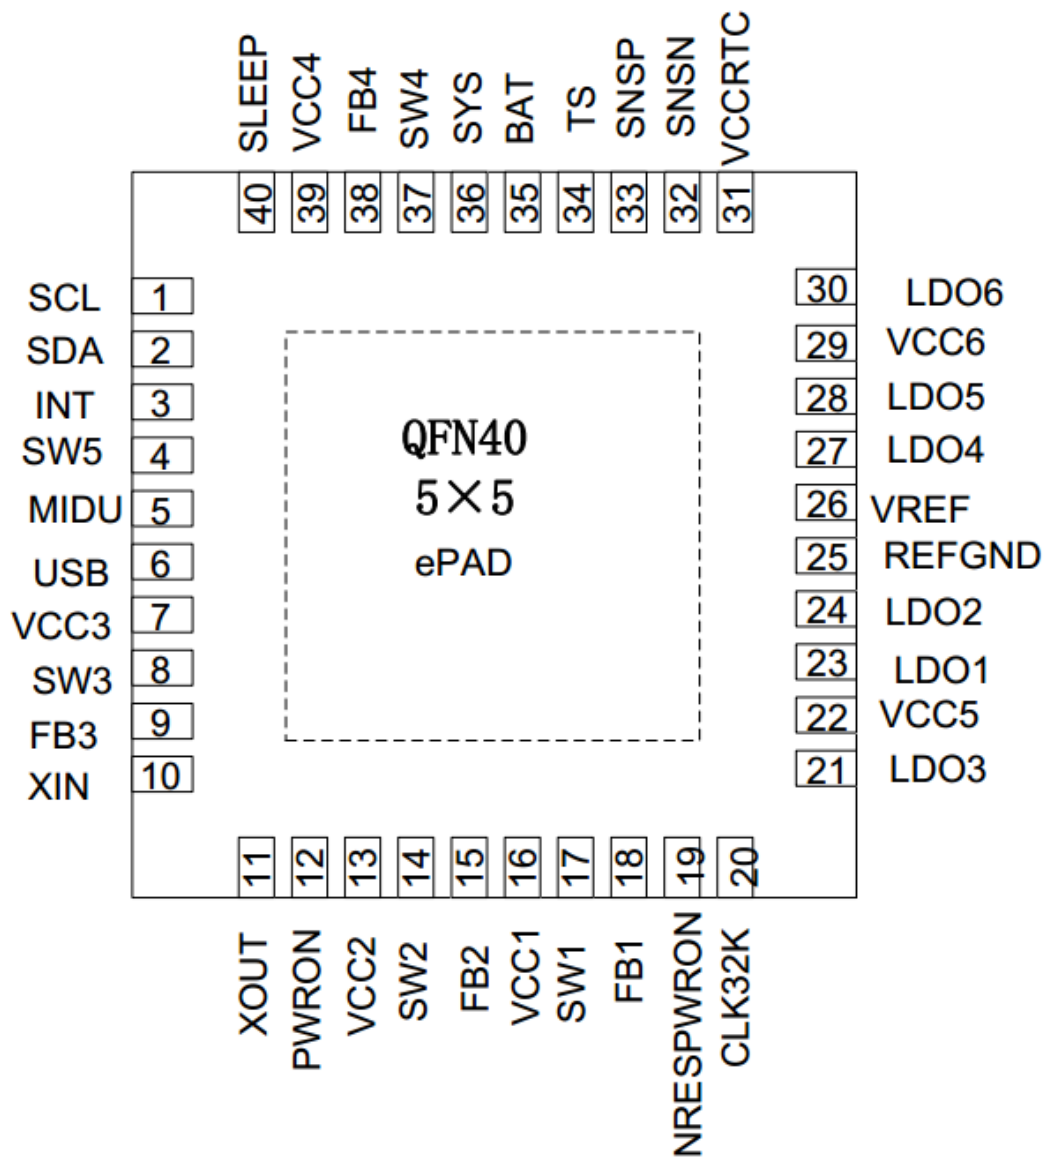 SLEEP
VCC4
FB4
SW4
SYS
BAT
TS
SNSP
SNSN
VCCRTC
40
39
38
37
36
35
34
33
32
31
SCL 1
SDA 2
INT 3
SW5 4
MIDU 5
USB 6
VCC3 7
SW3 8
FB3 9
XIN 10
QFN40
5×5
ePAD
30 LDO6
29 VCC6
28 LDO5
27 LDO4
26 VREF
25 REFGND
24 LDO2
23 LDO1
22 VCC5
21 LDO3
11
12
13
14
15
16
17
18
19
20
XOUT
PWRON
VCC2
SW2
FB2
VCC1
SW1
FB1
NRESPWRON
CLK32K